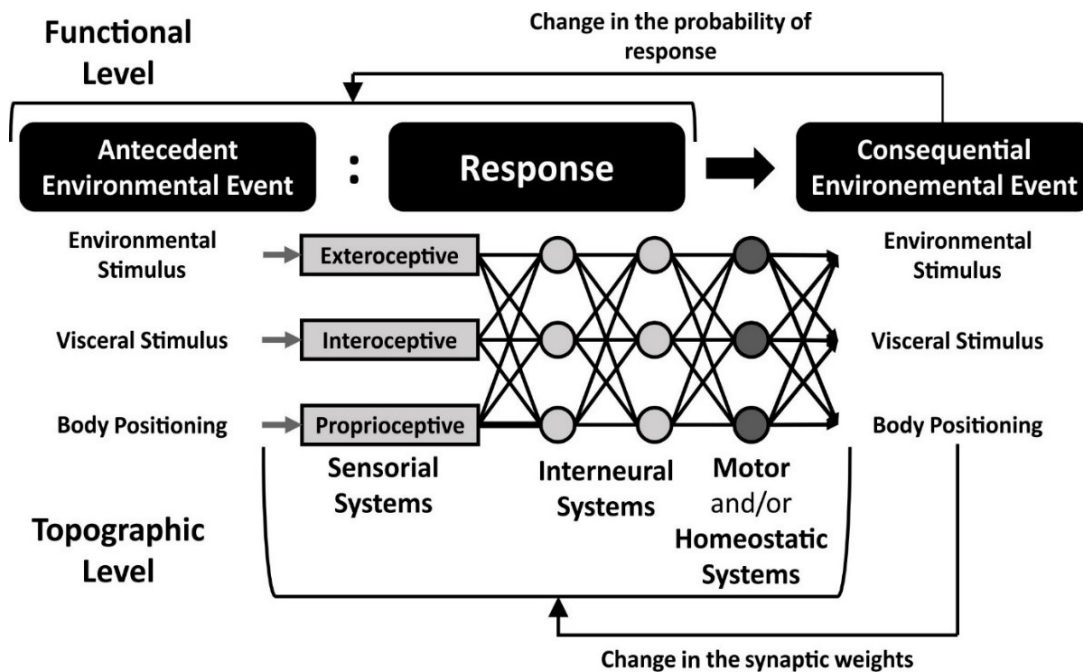 Functional
Level
Change in the probability of
response
Antecedent
Environmental Event
:
Response
Consequential
Environemental Event
Environmental
Stimulus
Exteroceptive
Environmental
Stimulus
Visceral Stimulus
Interoceptive
Visceral Stimulus
Body Positioning
Proprioceptive
Body Positioning
Sensorial
Systems
Interneural
Systems
Motor
and/or
Homeostatic
Systems
Topographic
Level
Change in the synaptic weights